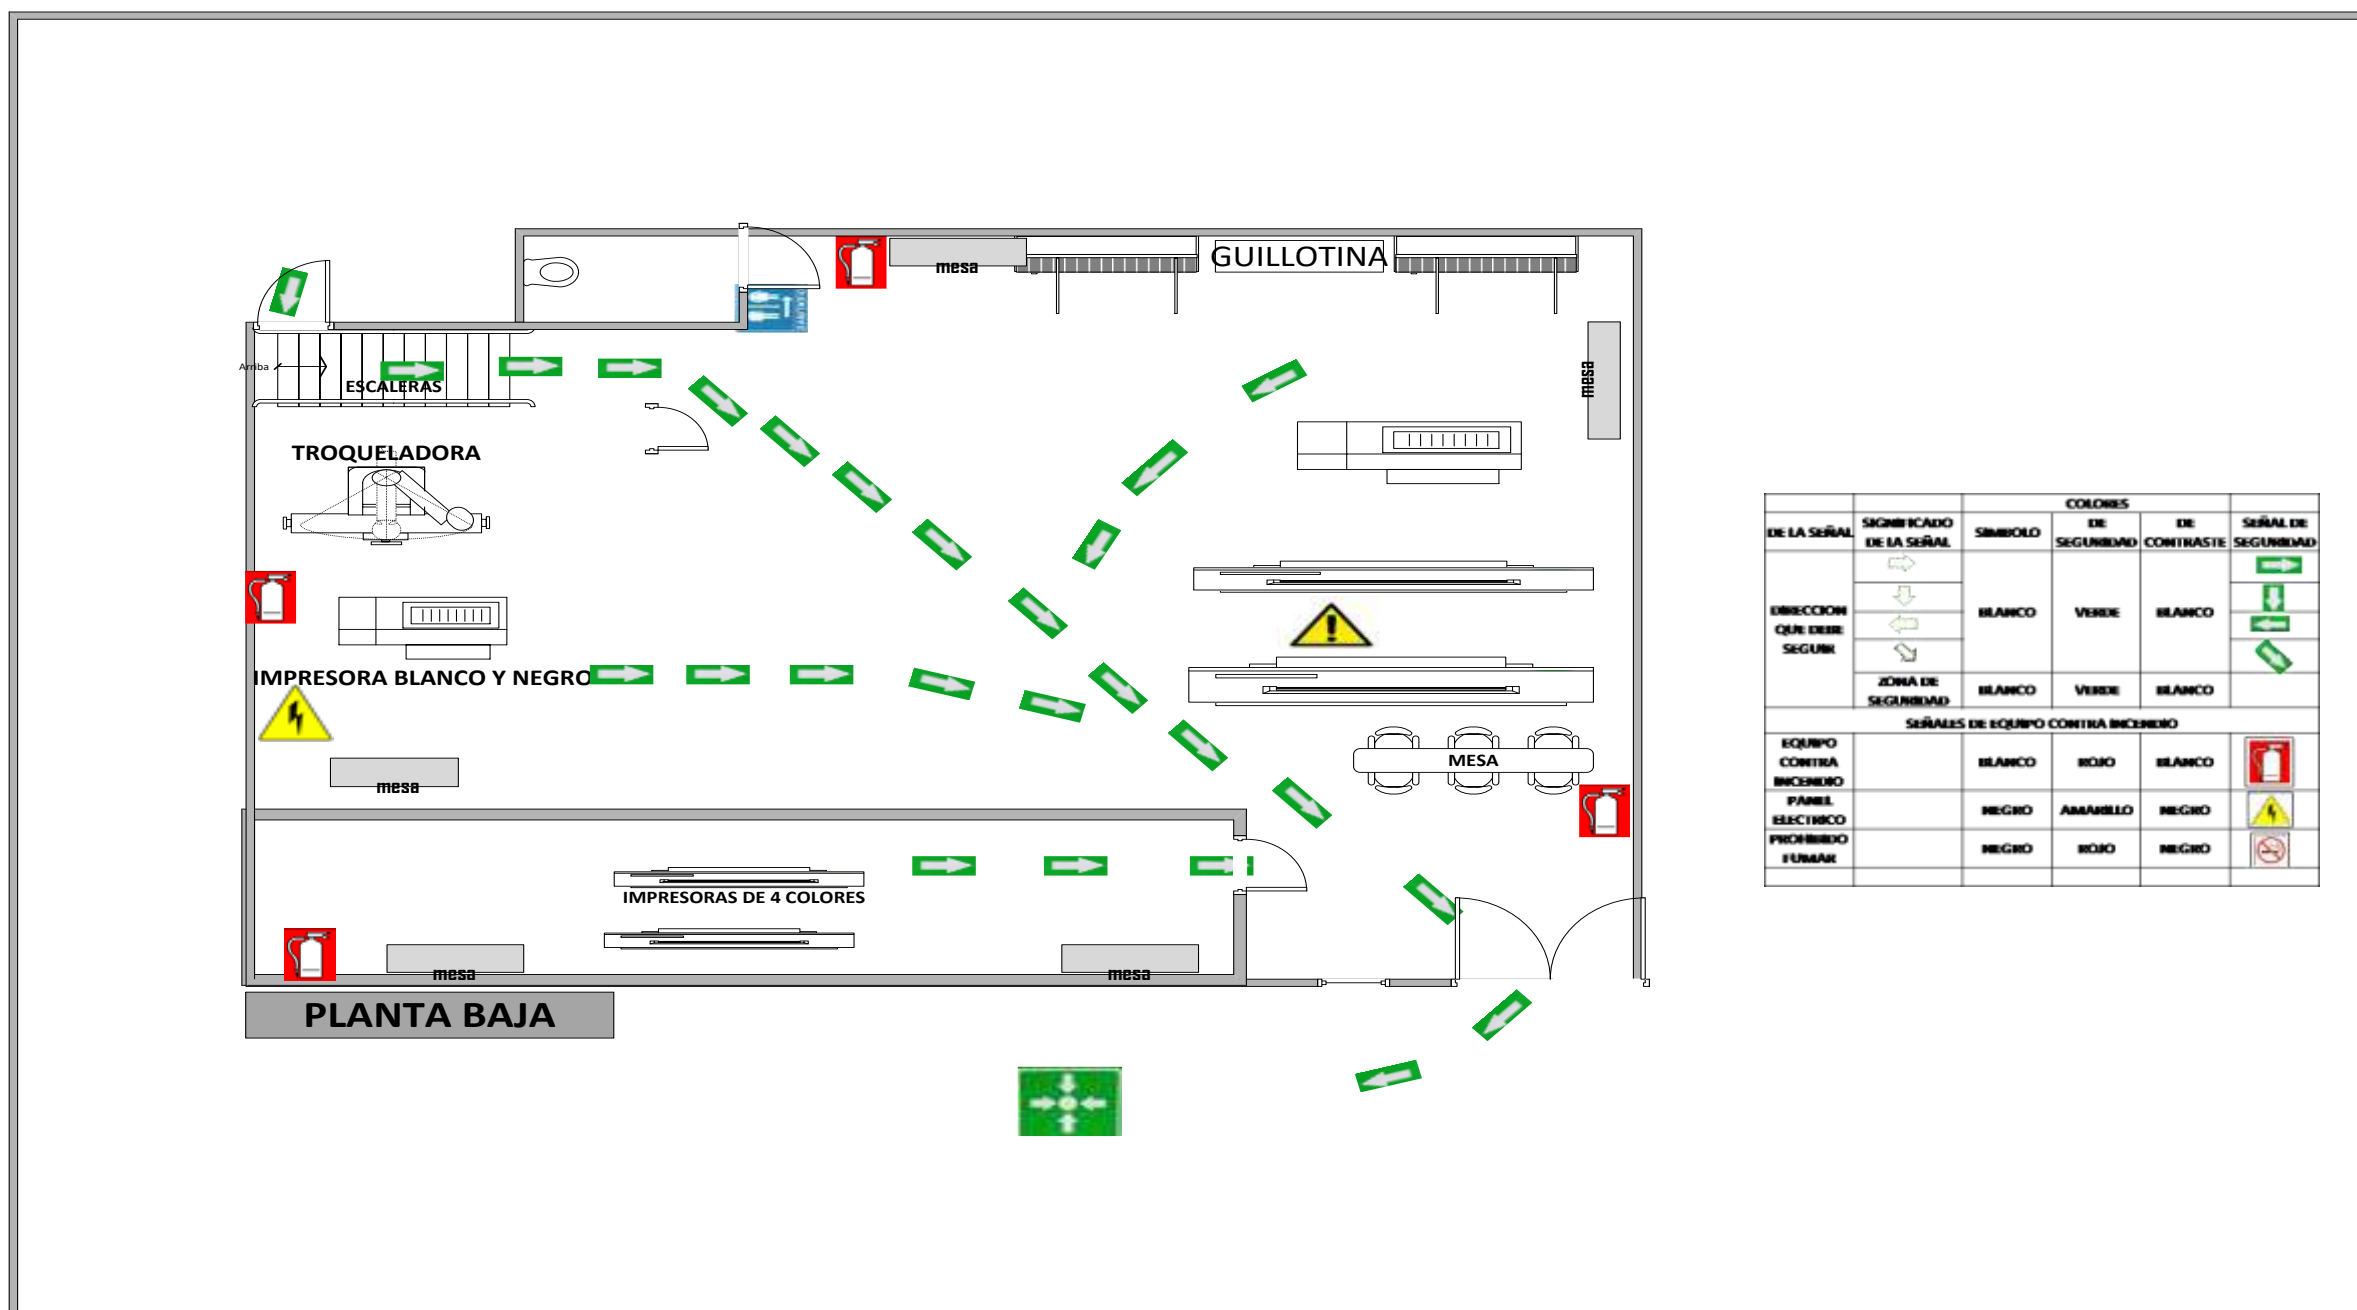 GUILLOTINA
mesa
mesa
Arriba
ESCALERAS
TROQUELADORA
IMPRESORA BLANCO Y NEGRO
mesa
MESA
IMPRESORAS DE 4 COLORES
mesa
mesa
PLANTA BAJA
COLORES
DE LA SEÑAL
SIGNIFICADO
DE LA SEÑAL
SIMBOLO
DE
SEGURIDAD
DE
CONTRASTE
SEÑAL DE
SEGURIDAD
DIRECCION
QUE DEBE
SEGUIR
BLANCO
VERDE
BLANCO
ZONA DE
SEGURIDAD
BLANCO
VERDE
BLANCO
SEÑALES DE EQUIPO CONTRA INCENDIO
EQUIPO
CONTRA
INCENDIO
BLANCO
ROJO
BLANCO
PANEL
ELECTRICO
NEGRO
AMARILLO
NEGRO
PROHIBIDO
FUMAR
NEGRO
ROJO
NEGRO